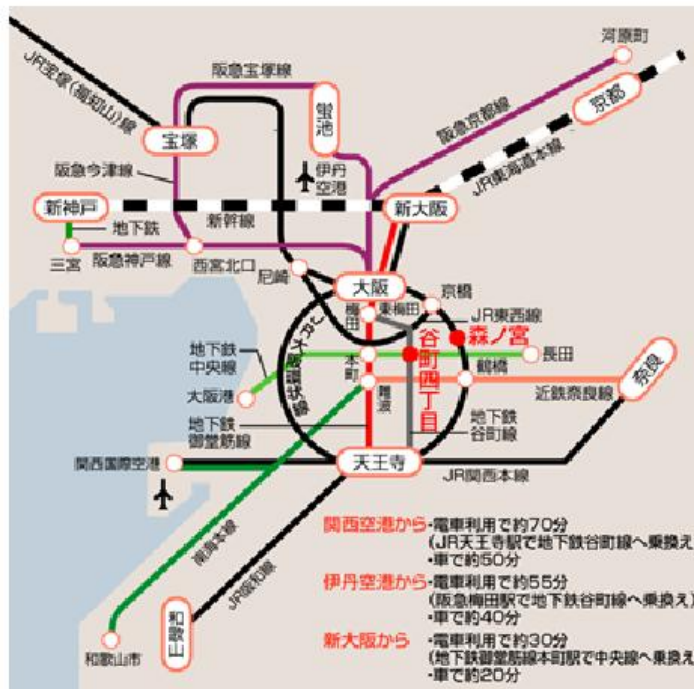 河原町
JR宝塚(福知山)線
阪急宝塚線
蛍池
京都
阪急京都線
宝塚
JR東海道本線
阪急今津線
伊丹
空港
新神戸
新幹線
新大阪
地下鉄
三宮
阪急神戸線
西宮北口
尼崎
大阪
京橋
梅田
東梅田
JR東西線
JR大阪環状線
森ノ宮
谷町四丁目
地下鉄
中央線
本町
長田
鶴橋
奈良
大阪港
難波
近鉄奈良線
地下鉄
御堂筋線
地下鉄
谷町線
関西国際空港
天王寺
JR関西本線
南海本線
JR阪和線
和歌山
和歌山市
関西空港から・電車利用で約70分
(JR天王寺駅で地下鉄谷町線へ乗換え
・車で約50分
伊丹空港から・電車利用で約55分
(阪急梅田駅で地下鉄谷町線へ乗換え)
・車で約40分
新大阪から・電車利用で約30分
(地下鉄御堂筋線本町駅で中央線へ乗換え
・車で約20分